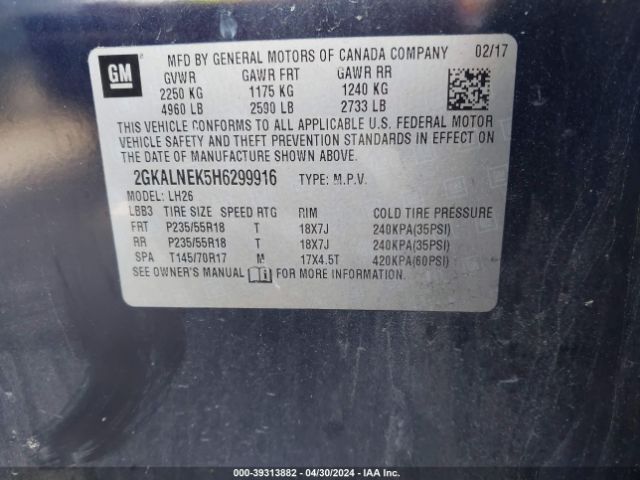 GM
MFD BY GENERAL MOTORS OF CANADA COMPANY 02/17
GVWR GAWR FRT GAWR RR
2250 KG 1175 KG 1240 KG
4960 LB 2590 LB 2733 LB
THIS VEHICLE CONFORMS TO ALL APPLICABLE U.S. FEDERAL MOTOR
VEHICLE SAFETY AND THEFT PREVENTION STANDARDS IN EFFECT ON
THE DATE OF MANUFACTURE SHOWN ABOVE.
2GKALNEK5H6299916 TYPE: M.P.V.
MODEL: LH26
LBB3 TIRE SIZE SPEED RTG RIM COLD TIRE PRESSURE
FRT P235/55R18 T 18X7J 240KPA(35PSI)
RR P235/55R18 T 18X7J 240KPA(35PSI)
SPA T145/70R17 M 17X4.5T 420KPA(60PSI)
SEE OWNER'S MANUAL FOR MORE INFORMATION.
000-39313882 - 04/30/2024 - IAA Inc.